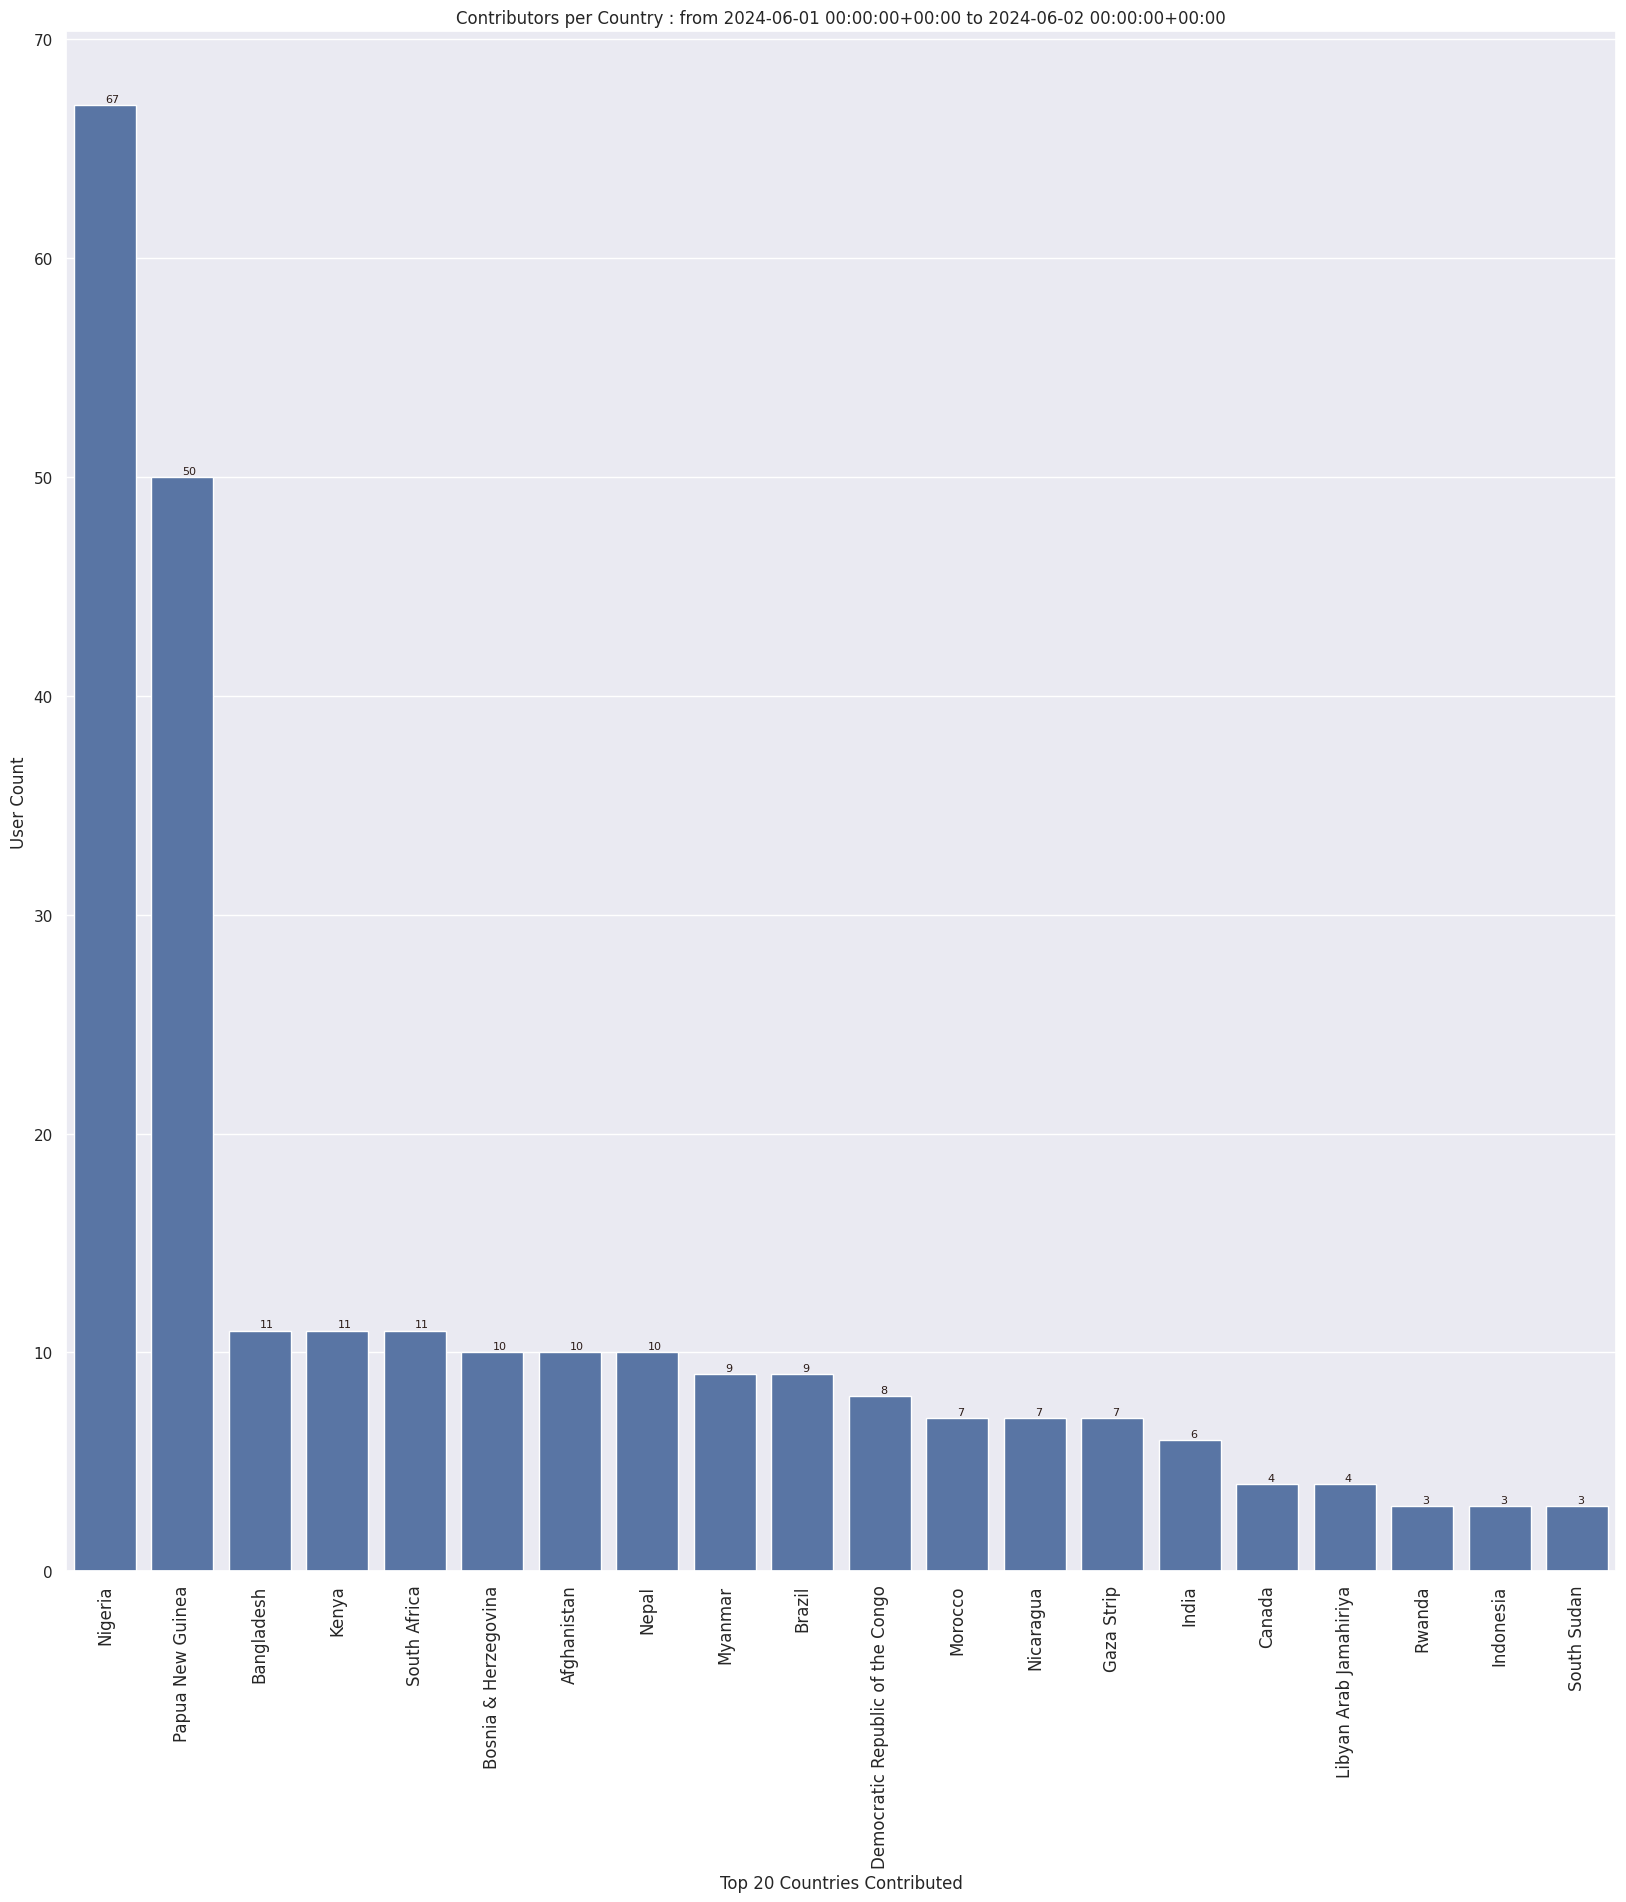 Contributors per Country : from 2024-06-01 00:00:00+00:00 to 2024-06-02 00:00:00+00:00
User Count
70
60
50
40
30
20
10
0
67
50
11
11
11
10
10
10
9
9
8
7
7
7
6
4
4
3
3
3
Nigeria
Papua New Guinea
Bangladesh
Kenya
South Africa
Bosnia & Herzegovina
Afghanistan
Nepal
Myanmar
Brazil
Democratic Republic of the Congo
Morocco
Nicaragua
Gaza Strip
India
Canada
Libyan Arab Jamahiriya
Rwanda
Indonesia
South Sudan
Top 20 Countries Contributed